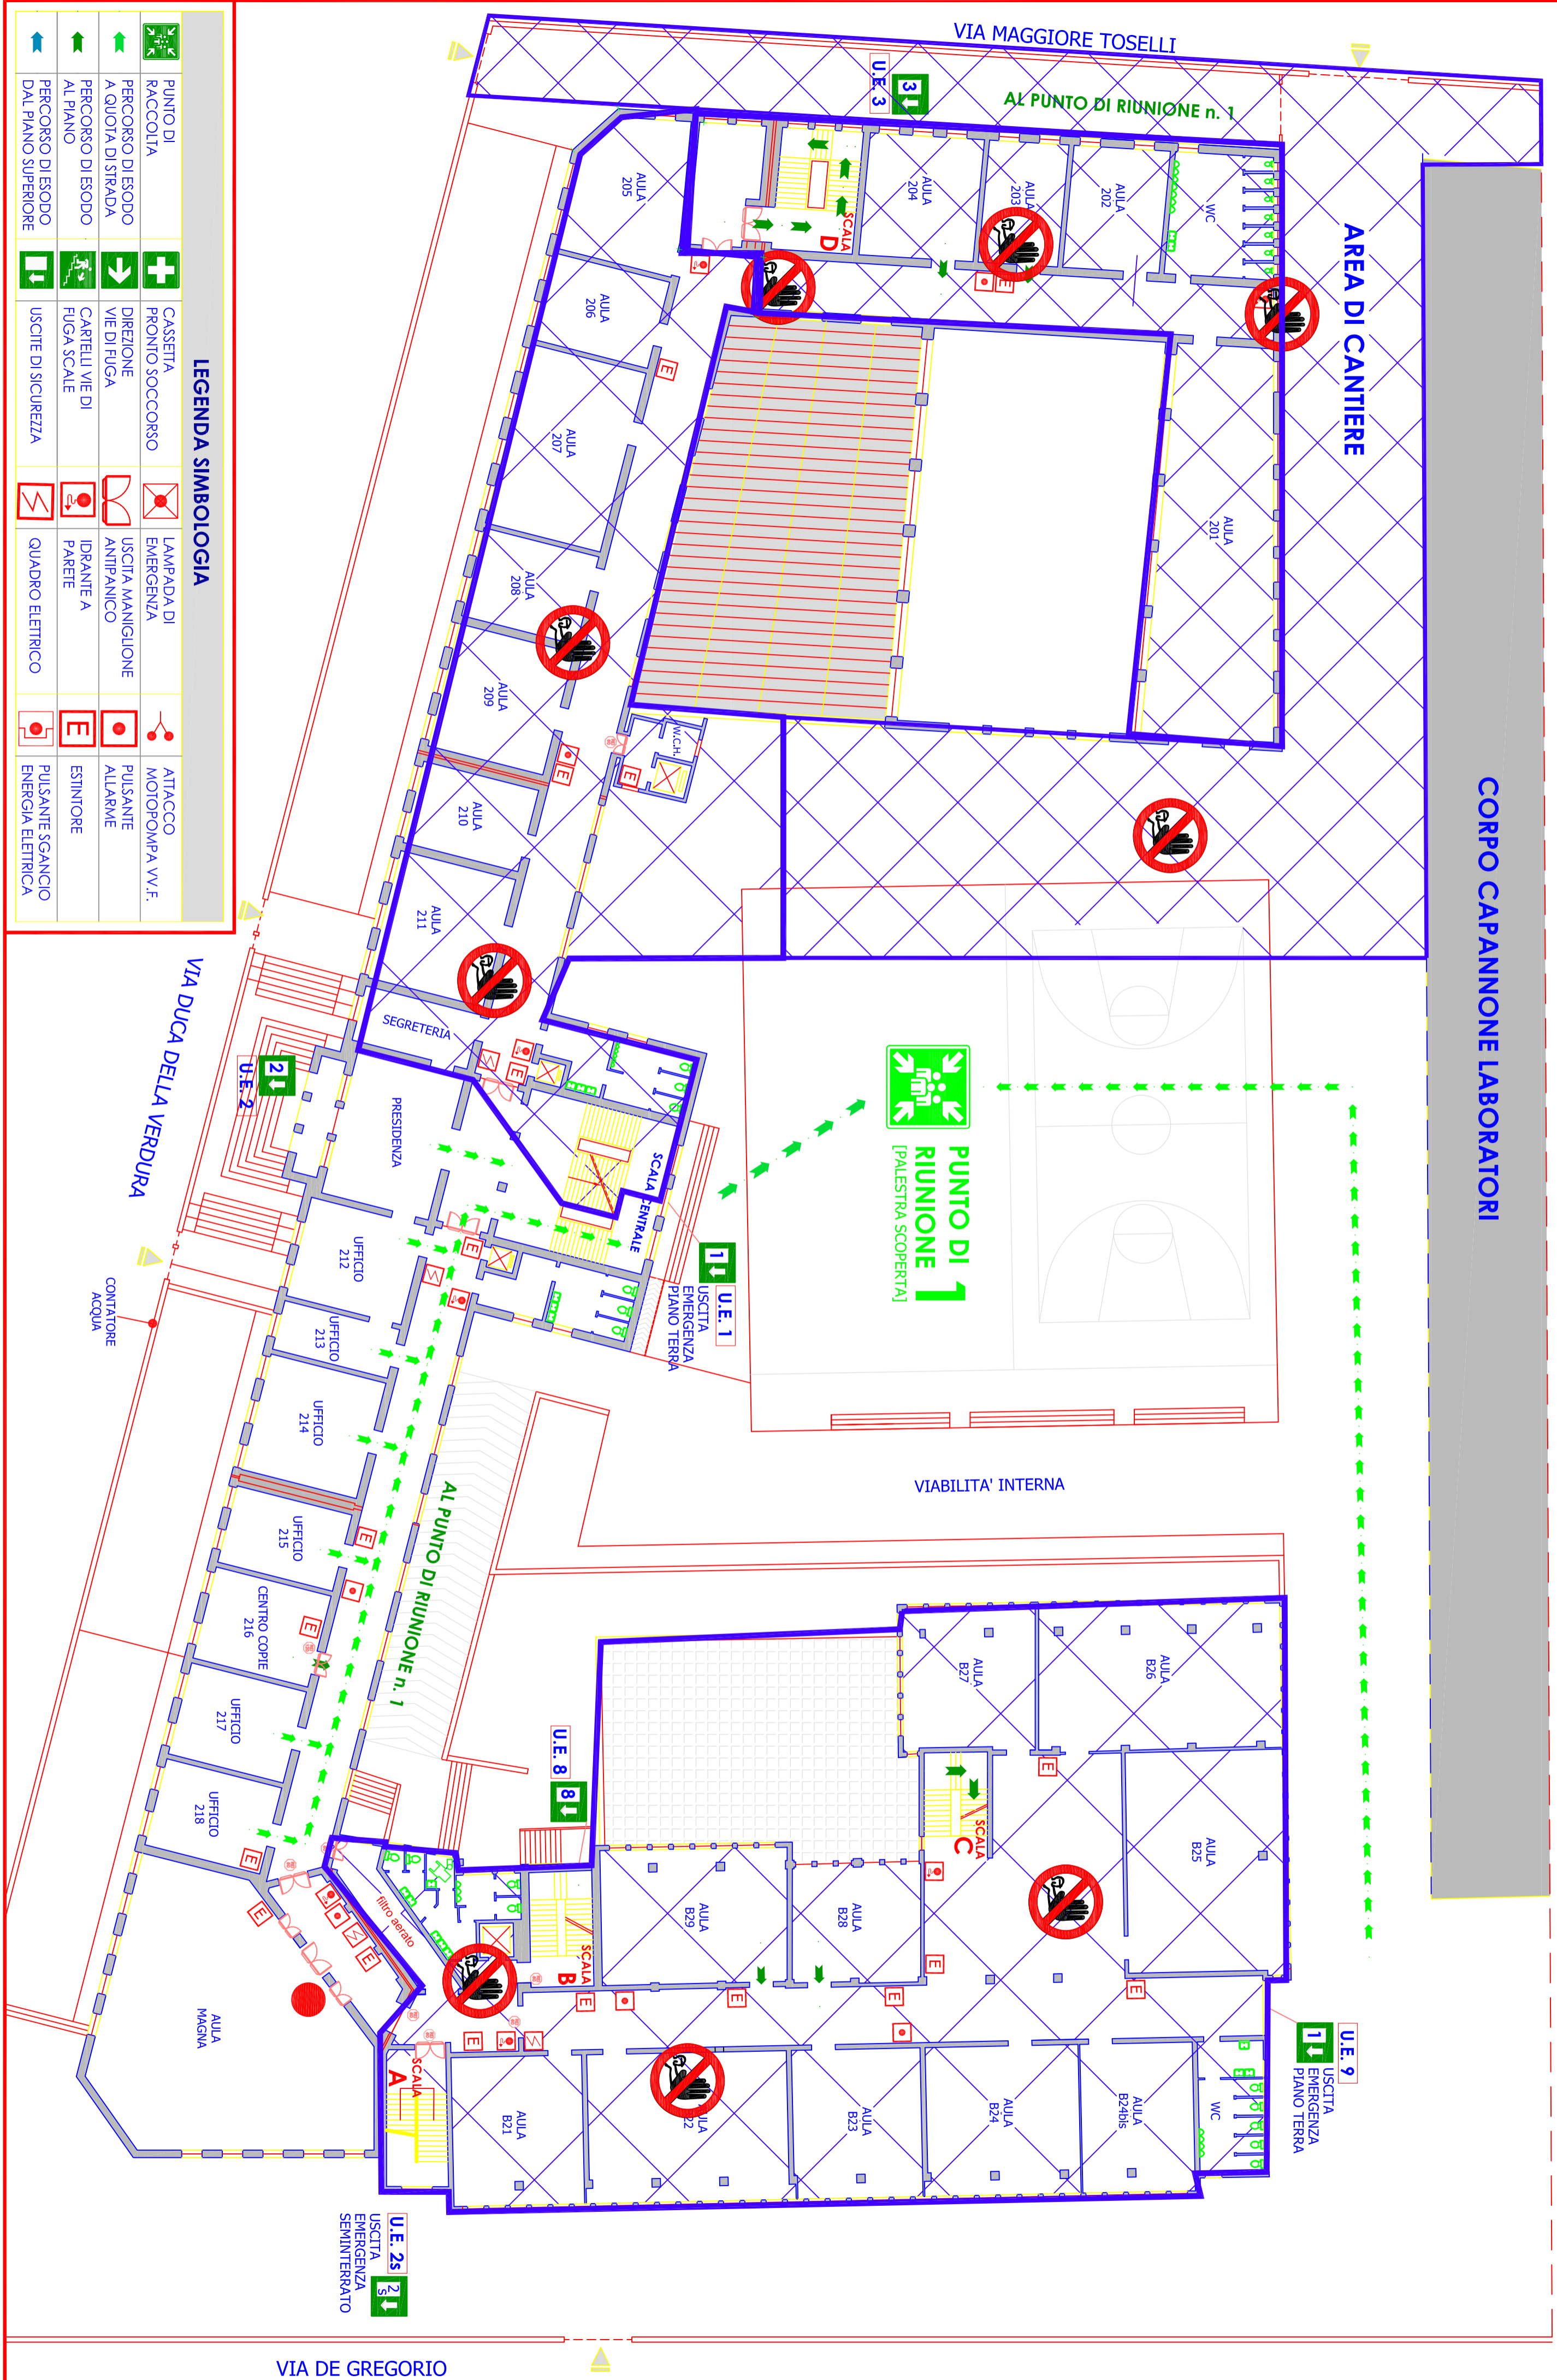 LEGENDA SIMBOLOGIA
PUNTO DI
RACCOLTA
CASSETTA
PRONTO SOCCORSO
LAMPADA DI
EMERGENZA
ATTACCO
MOTOPOMPA VV.F.
PERCORSO DI ESODO
A QUOTA DI STRADA
DIREZIONE
VIE DI FUGA
USCITA MANIGLIONE
ANTIPANICO
PULSANTE
ALLARME
PERCORSO DI ESODO
AL PIANO
CARTELLI VIE DI
FUGA SCALE
IDRANTE A
PARETE
E
ESTINTORE
PERCORSO DI ESODO
DAL PIANO SUPERIORE
USCITE DI SICUREZZA
QUADRO ELETTRICO
PULSANTE SGANCIO
ENERGIA ELETTRICA
VIA MAGGIORE TOSELLI
AL PUNTO DI RIUNIONE n. 1
U.E. 3
3
AREA DI CANTIERE
CORPO CAPANNONE LABORATORI
WC
AULA
201
AULA
202
AULA
203
AULA
204
SCALA
D
AULA
205
AULA
206
AULA
207
AULA
208
AULA
209
AULA
210
AULA
211
W.C.H.
E
E
E
E
SEGRETERIA
E
PRESIDENZA
SCALA CENTRALE
U.E. 2
2
VIA DUCA DELLA VERDURA
CONTATORE
ACQUA
U.E. 1
1
USCITA
EMERGENZA
PIANO TERRA
PUNTO DI
RIUNIONE 1
[PALESTRA SCOPERTA]
VIABILITA' INTERNA
E
UFFICIO
212
UFFICIO
213
UFFICIO
214
UFFICIO
215
CENTRO COPIE
216
UFFICIO
217
UFFICIO
218
E
E
E
E
E
AL PUNTO DI RIUNIONE n. 1
U.E. 8
8
filtro aerato
AULA
MAGNA
SCALA
A
SCALA
B
SCALA
C
AULA
B21
AULA
B23
AULA
B24
AULA
B24bis
WC
AULA
B25
AULA
B26
AULA
B27
AULA
B28
AULA
B29
E
E
E
E
E
E
E
U.E. 9
1
USCITA
EMERGENZA
PIANO TERRA
U.E. 2s
2
s
USCITA
EMERGENZA
SEMINTERRATO
VIA DE GREGORIO